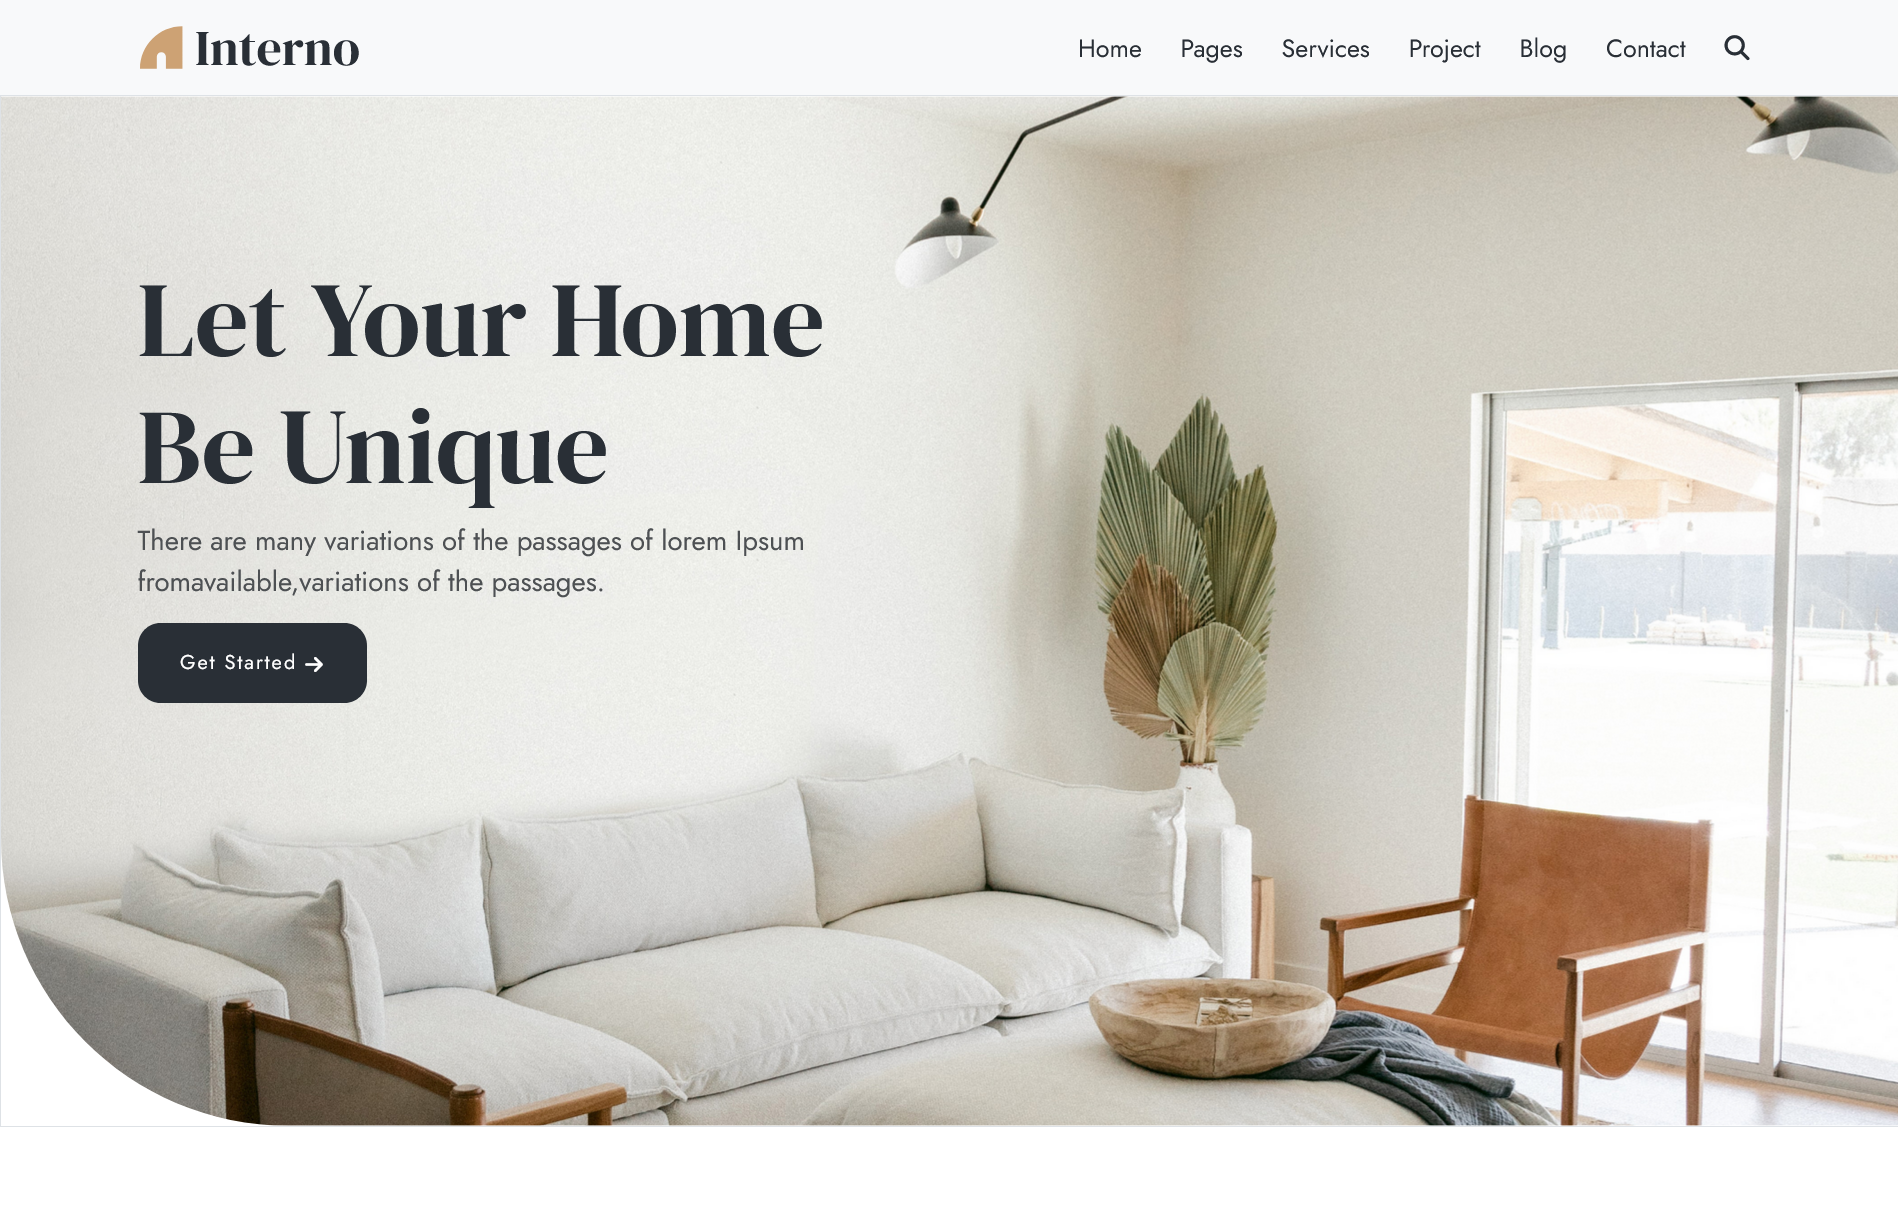 Interno
Home Pages Services Project Blog Contact
Let Your Home
Be Unique
There are many variations of the passages of lorem Ipsum
fromavailable,variations of the passages.
Get Started